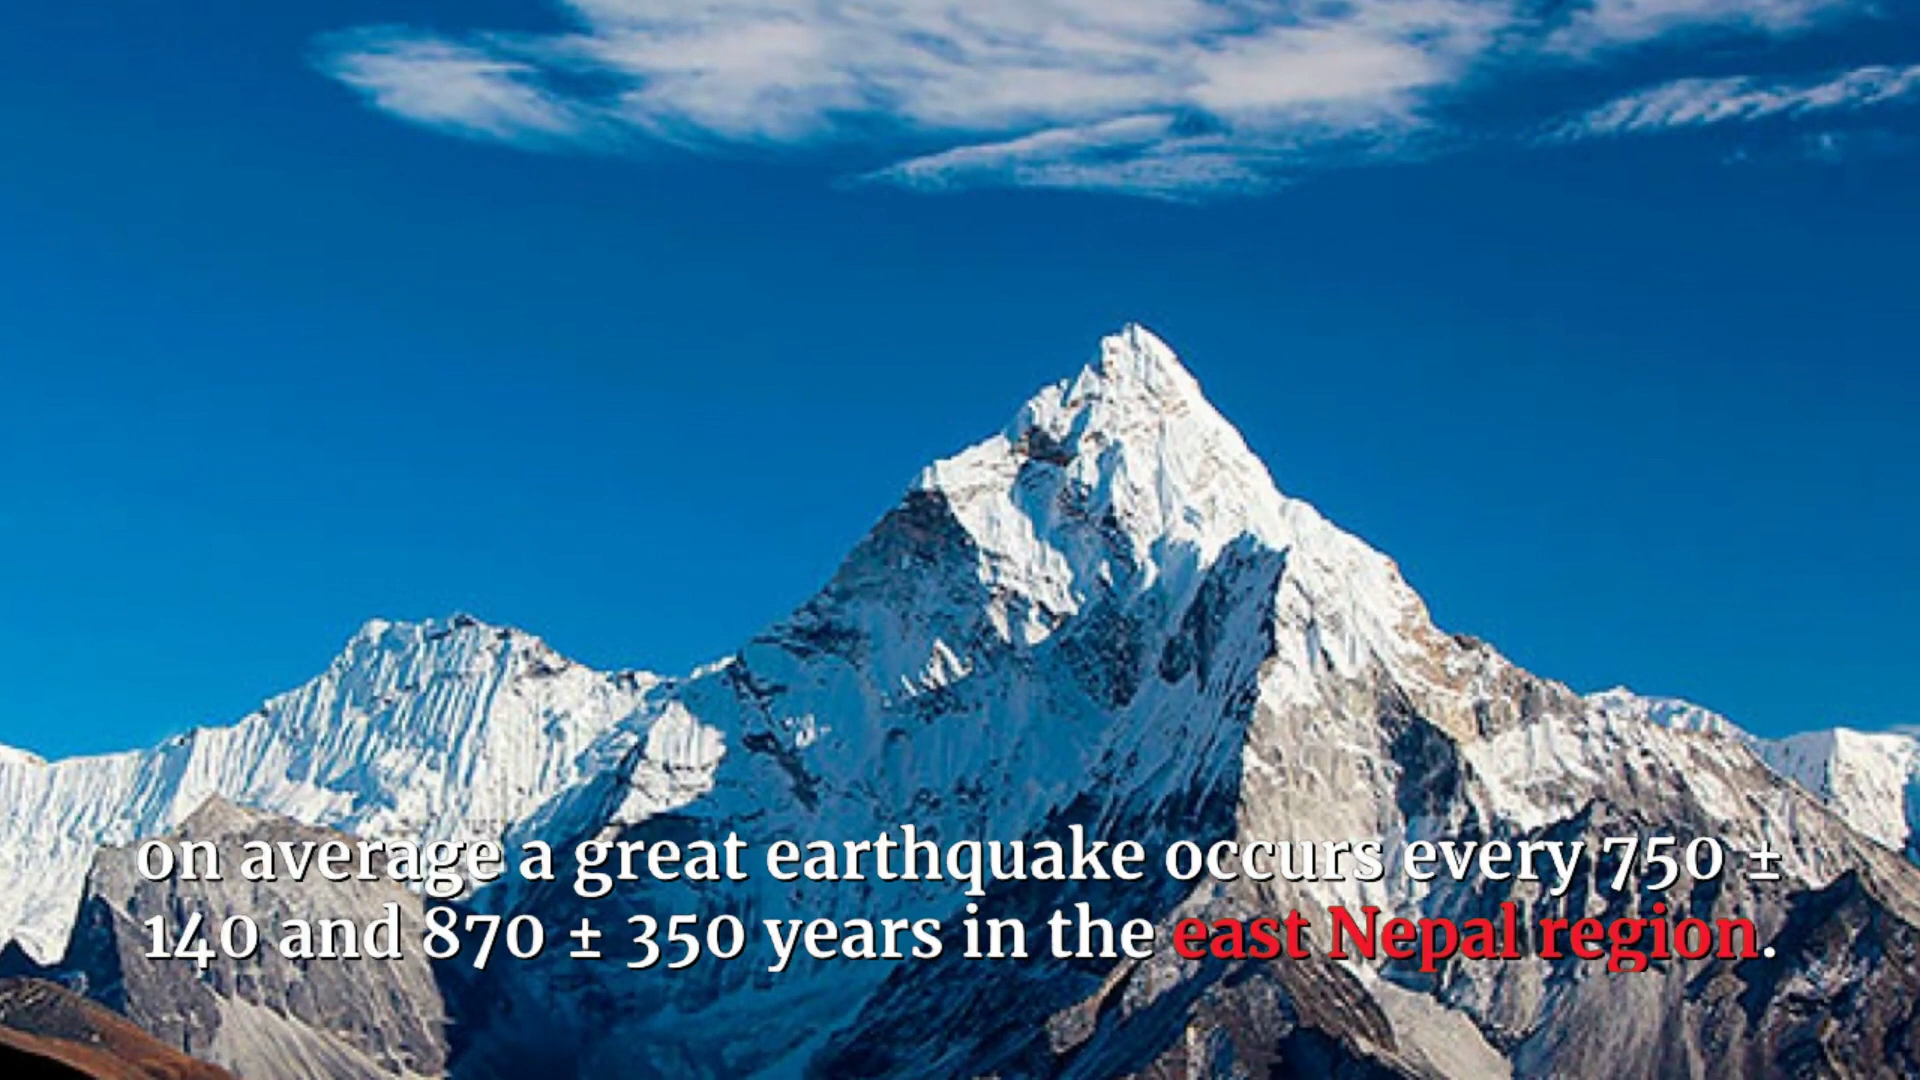 on average a great earthquake occurs every 750 ±
140 and 870 ± 350 years in the east Nepal region.